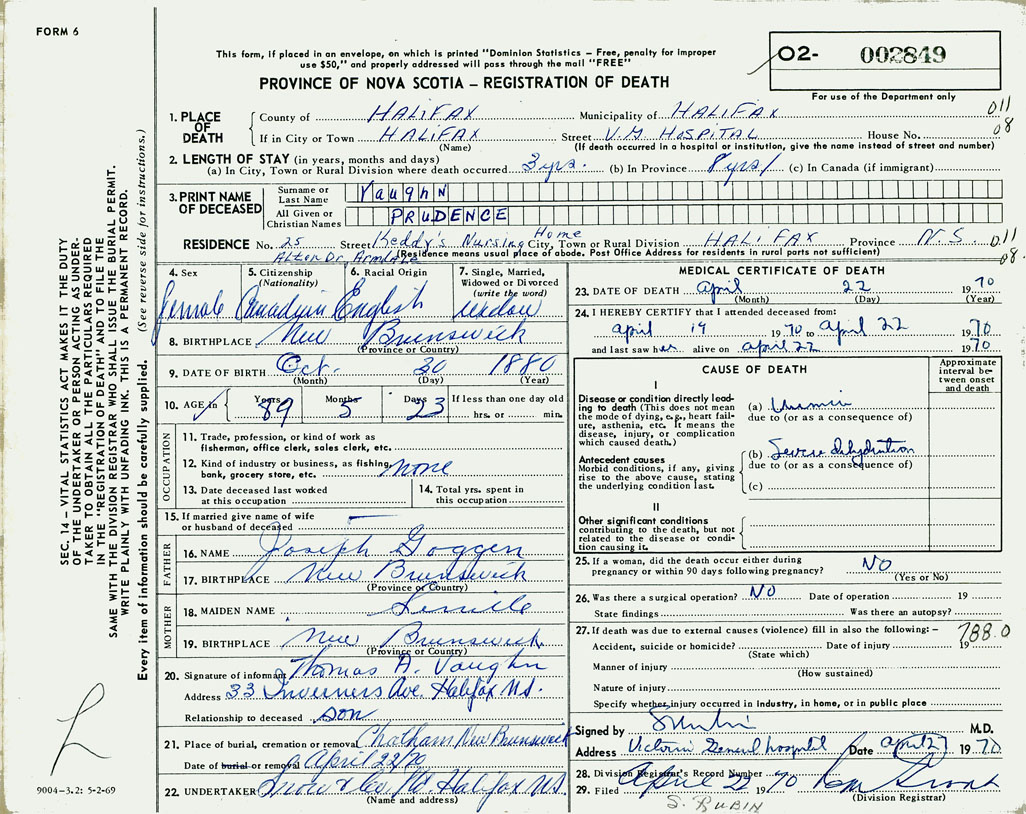 FORM 6
This form, if placed in an envelope, on which is printed "Dominion Statistics — Free, penalty for improper
use $50," and properly addressed will pass through the mail "FREE"
PROVINCE OF NOVA SCOTIA — REGISTRATION OF DEATH
O2- 002849
For use of the Department only
SEC. 14 — VITAL STATISTICS ACT MAKES IT THE DUTY
OF THE UNDERTAKER OR PERSON ACTING AS UNDER-
TAKER TO OBTAIN ALL THE PARTICULARS REQUIRED
IN THE "REGISTRATION OF DEATH" AND TO FILE THE
SAME WITH THE DIVISION REGISTRAR WHO SHALL ISSUE THE BURIAL PERMIT.
WRITE PLAINLY WITH UNFADING INK. THIS IS A PERMANENT RECORD.
Every item of information should be carefully supplied. (See reverse side for instructions.)
1. PLACE OF DEATH
County of HALIFAX Municipality of HALIFAX 011
If in City or Town HALIFAX Street V.G HOSPITAL House No. 08
(Name) (If death occurred in a hospital or institution, give the name instead of street and number)
2. LENGTH OF STAY (in years, months and days)
(a) In City, Town or Rural Division where death occurred 3 yrs. (b) In Province 8 yrs/ (c) In Canada (if immigrant)
3. PRINT NAME OF DECEASED
Surname or Last Name VaughN
All Given or Christian Names PRUDENCE
RESIDENCE No. 25 Street Keddy's Nursing Home City, Town or Rural Division HALIFAX Province N.S. 011
(Residence means usual place of abode. Post Office Address for residents in rural parts not sufficient) 08
4. Sex female
5. Citizenship (Nationality) Canadian
6. Racial Origin English
7. Single, Married, Widowed or Divorced (write the word) widow
8. BIRTHPLACE New Brunswick
(Province or Country)
9. DATE OF BIRTH Oct. 30 1880
(Month) (Day) (Year)
10. AGE in Years 89 Months 5 Days 23 If less than one day old
hrs. or min.
OCCUPATION
11. Trade, profession, or kind of work as
fisherman, office clerk, sales clerk, etc.
12. Kind of industry or business, as fishing,
bank, grocery store, etc. none
13. Date deceased last worked
at this occupation
14. Total yrs. spent in
this occupation
15. If married give name of wife
or husband of deceased
FATHER
16. NAME Joseph Goggen
17. BIRTHPLACE New Brunswick
(Province or Country)
MOTHER
18. MAIDEN NAME
19. BIRTHPLACE New Brunswick
(Province or Country)
20. Signature of informant Thomas A. Vaughn
Address 33 Inverness Ave Halifax NS.
Relationship to deceased son
21. Place of burial, cremation or removal Chatham New Brunswick
Date of burial or removal April 22/70
22. UNDERTAKER Snow & Co Halifax NS.
(Name and address)
9004-3.2: 5-2-69
MEDICAL CERTIFICATE OF DEATH
23. DATE OF DEATH April 22 1970
(Month) (Day) (Year)
24. I HEREBY CERTIFY that I attended deceased from:
April 19 1970 to April 22 1970
and last saw her alive on April 22 1970
CAUSE OF DEATH
Approximate interval between onset and death
I
Disease or condition directly lead-
ing to death (This does not mean
the mode of dying, e.g., heart fail-
ure, asthenia, etc. It means the
disease, injury, or complication
which caused death.)
(a) Uraemia
due to (or as a consequence of)
Antecedent causes
Morbid conditions, if any, giving
rise to the above cause, stating
the underlying condition last.
(b) Severe dehydration
due to (or as a consequence of)
(c)
II
Other significant conditions
contributing to the death, but not
related to the disease or condi-
tion causing it.
25. If a woman, did the death occur either during
pregnancy or within 90 days following pregnancy? NO
(Yes or No)
26. Was there a surgical operation? NO Date of operation 19
State findings Was there an autopsy?
27. If death was due to external causes (violence) fill in also the following: — 788.0
Accident, suicide or homicide? Date of injury 19
(State which)
Manner of injury
(How sustained)
Nature of injury
Specify whether injury occurred in industry, in home, or in public place
Signed by M.D.
Address Victoria General hospital Date April 27 1970
28. Division Registrar's Record Number
29. Filed April 22 1970
(Division Registrar)
S. RUBIN